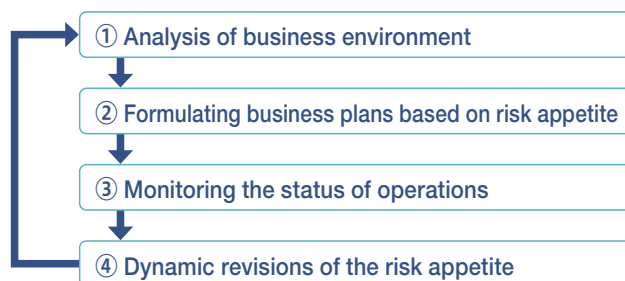 ① Analysis of business environment
② Formulating business plans based on risk appetite
③ Monitoring the status of operations
④ Dynamic revisions of the risk appetite